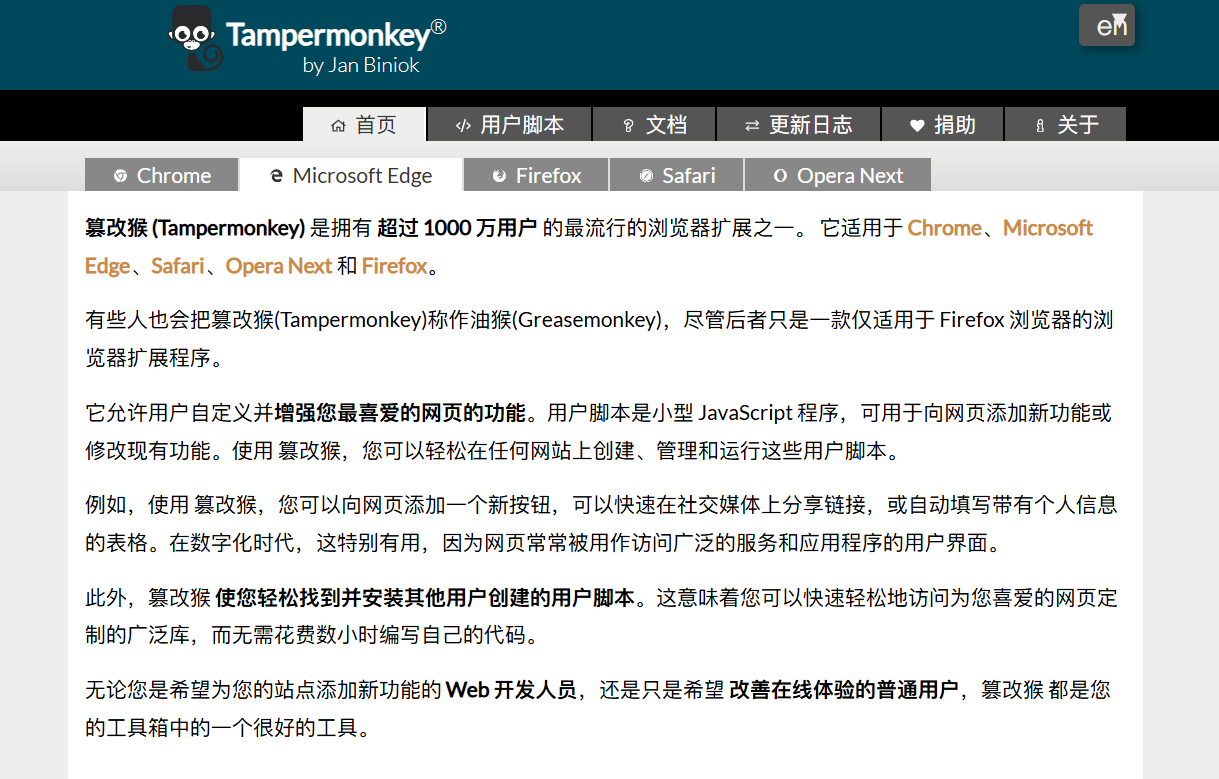 Tampermonkey®
by Jan Biniok
en
首页 用户脚本 文档 更新日志 捐助 关于
Chrome Microsoft Edge Firefox Safari Opera Next
篡改猴 (Tampermonkey) 是拥有 超过 1000 万用户 的最流行的浏览器扩展之一。 它适用于 Chrome、Microsoft
Edge、Safari、Opera Next 和 Firefox。
有些人也会把篡改猴(Tampermonkey)称作油猴(Greasemonkey)，尽管后者只是一款仅适用于 Firefox 浏览器的浏
览器扩展程序。
它允许用户自定义并增强您最喜爱的网页的功能。用户脚本是小型 JavaScript 程序，可用于向网页添加新功能或
修改现有功能。使用 篡改猴，您可以轻松在任何网站上创建、管理和运行这些用户脚本。
例如，使用 篡改猴，您可以向网页添加一个新按钮，可以快速在社交媒体上分享链接，或自动填写带有个人信息
的表格。在数字化时代，这特别有用，因为网页常常被用作访问广泛的服务和应用程序的用户界面。
此外，篡改猴 使您轻松找到并安装其他用户创建的用户脚本。这意味着您可以快速轻松地访问为您喜爱的网页定
制的广泛库，而无需花费数小时编写自己的代码。
无论您是希望为您的站点添加新功能的 Web 开发人员，还是只是希望 改善在线体验的普通用户，篡改猴 都是您
的工具箱中的一个很好的工具。